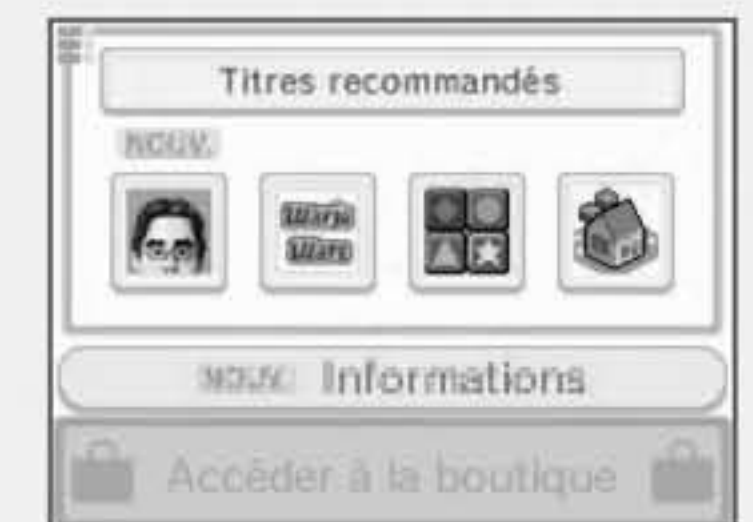 Titres recommandés
NOUV.
NOUV. Informations
Accéder à la boutique